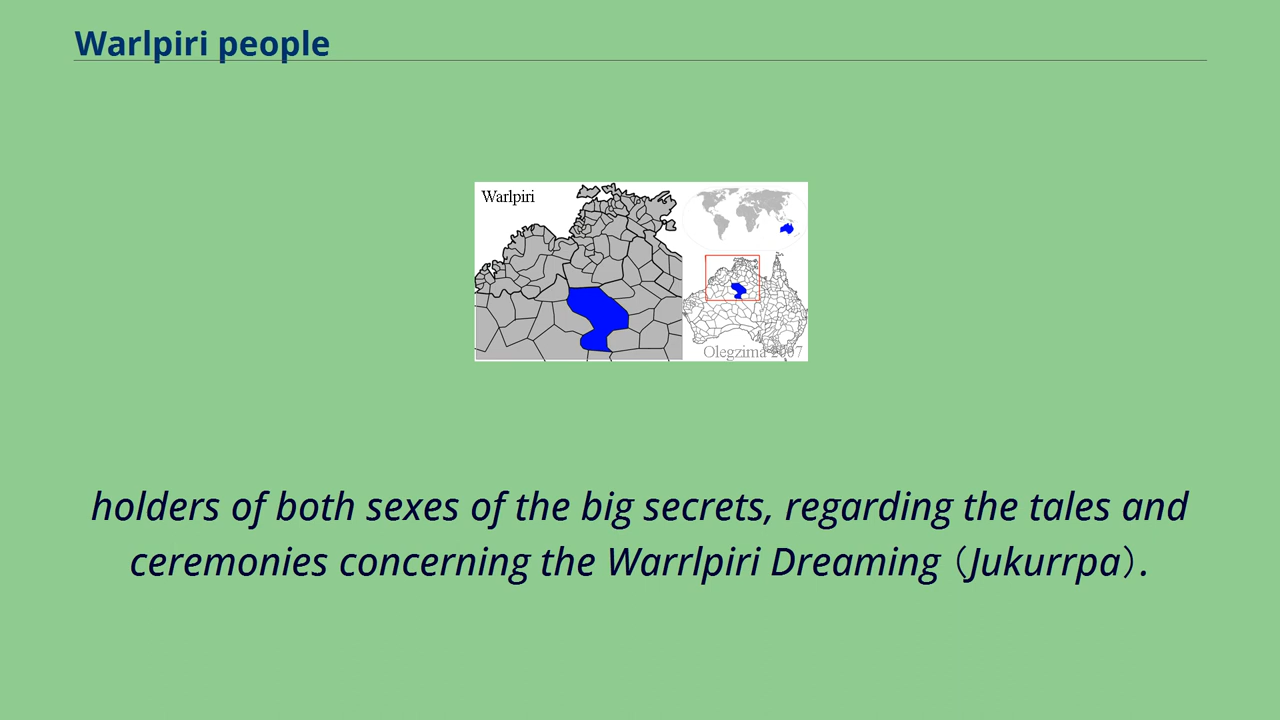 Warlpiri people
Warlpiri
Olegzima 2007
holders of both sexes of the big secrets, regarding the tales and
ceremonies concerning the Warrlpiri Dreaming（Jukurrpa）.